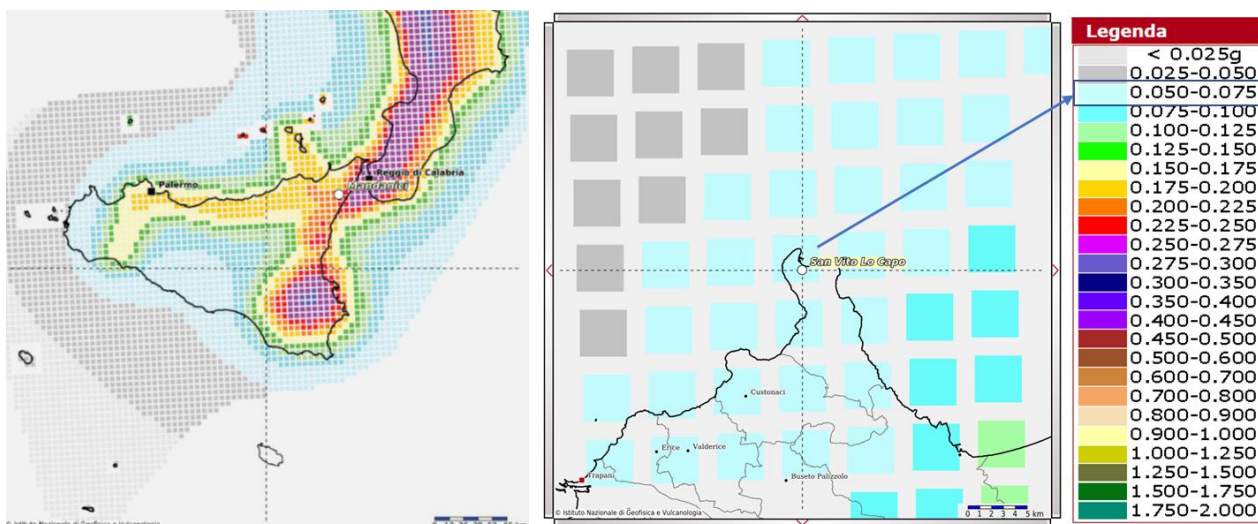 Palermo
Reggio di Calabria
Mandanici
© Istituto Nazionale di Geofisica e Vulcanologia
San Vito Lo Capo
Custonaci
Erice
Valderice
Trapani
Buseto Palizzolo
© Istituto Nazionale di Geofisica e Vulcanologia
0 1 2 3 4 5 km
Legenda
< 0.025g
0.025-0.050
0.050-0.075
0.075-0.100
0.100-0.125
0.125-0.150
0.150-0.175
0.175-0.200
0.200-0.225
0.225-0.250
0.250-0.275
0.275-0.300
0.300-0.350
0.350-0.400
0.400-0.450
0.450-0.500
0.500-0.600
0.600-0.700
0.700-0.800
0.800-0.900
0.900-1.000
1.000-1.250
1.250-1.500
1.500-1.750
1.750-2.000